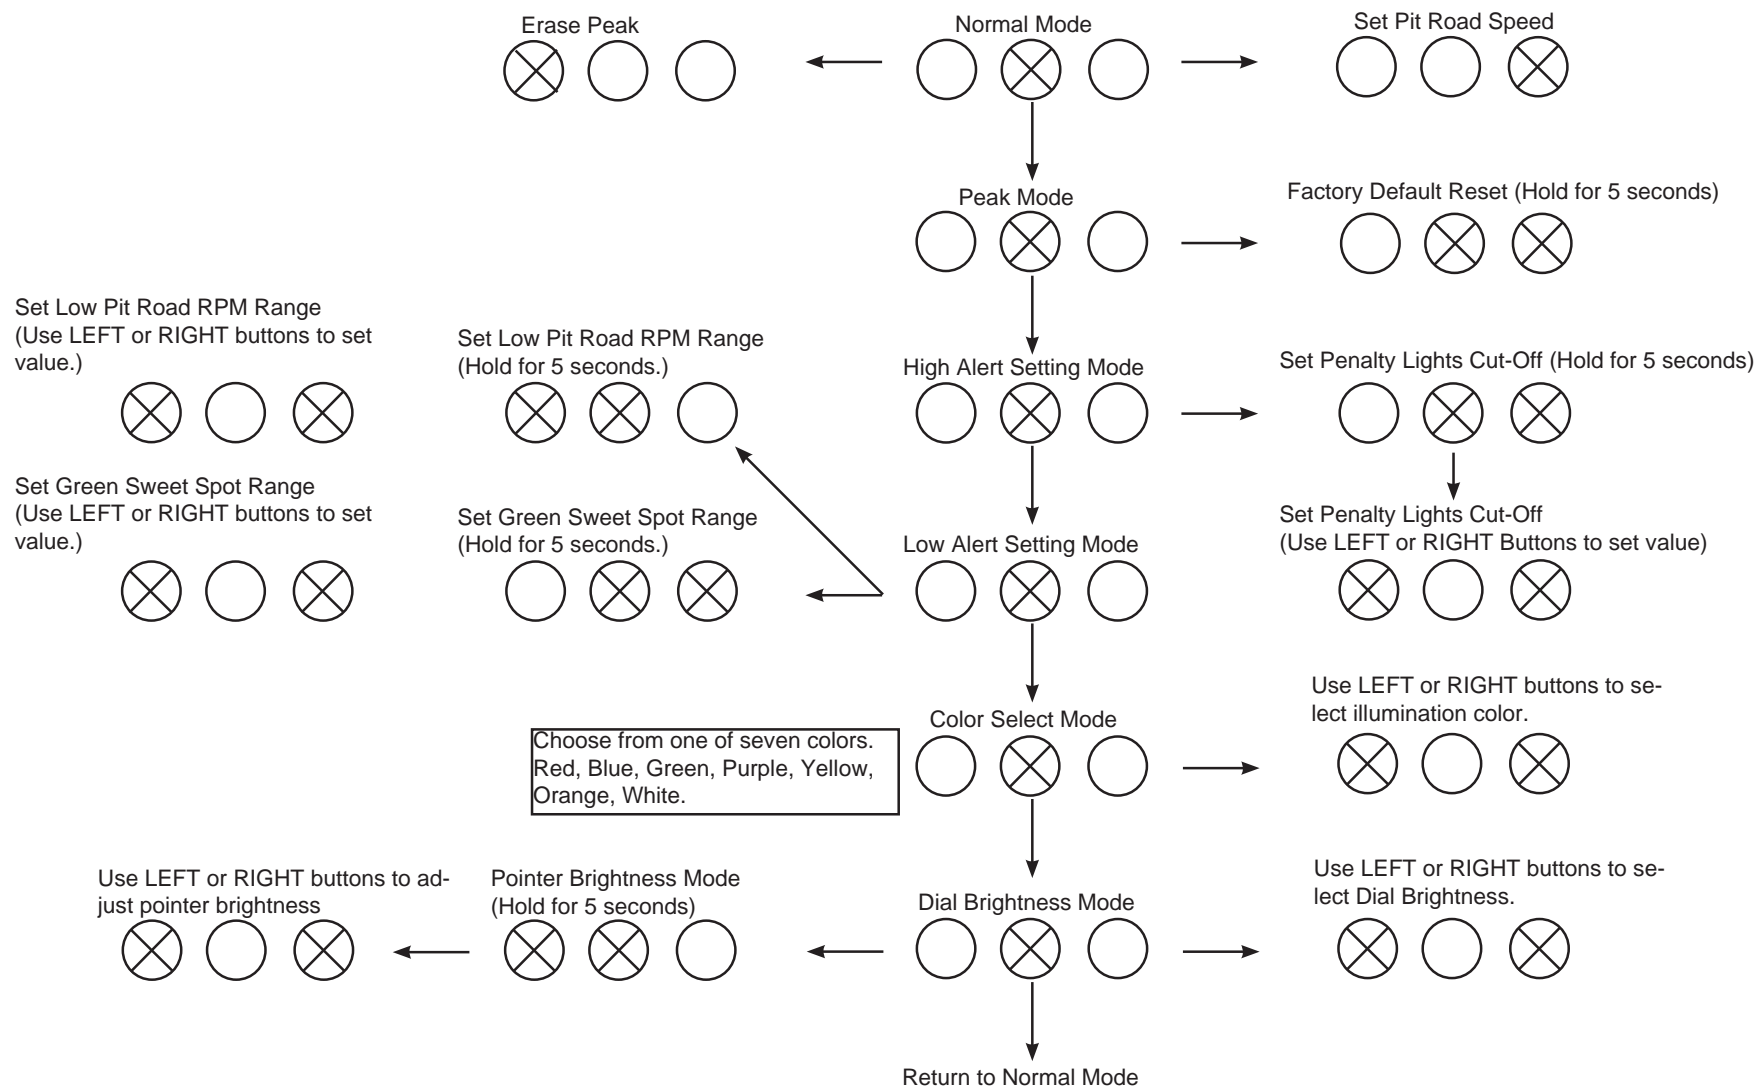 Erase Peak
Normal Mode
Set Pit Road Speed
Peak Mode
Factory Default Reset (Hold for 5 seconds)
Set Low Pit Road RPM Range
(Use LEFT or RIGHT buttons to set
value.)
Set Low Pit Road RPM Range
(Hold for 5 seconds.)
High Alert Setting Mode
Set Penalty Lights Cut-Off (Hold for 5 seconds)
Set Green Sweet Spot Range
(Use LEFT or RIGHT buttons to set
value.)
Set Green Sweet Spot Range
(Hold for 5 seconds.)
Low Alert Setting Mode
Set Penalty Lights Cut-Off
(Use LEFT or RIGHT Buttons to set value)
Color Select Mode
Use LEFT or RIGHT buttons to se-
lect illumination color.
Choose from one of seven colors.
Red, Blue, Green, Purple, Yellow,
Orange, White.
Use LEFT or RIGHT buttons to ad-
just pointer brightness
Pointer Brightness Mode
(Hold for 5 seconds)
Dial Brightness Mode
Use LEFT or RIGHT buttons to se-
lect Dial Brightness.
Return to Normal Mode